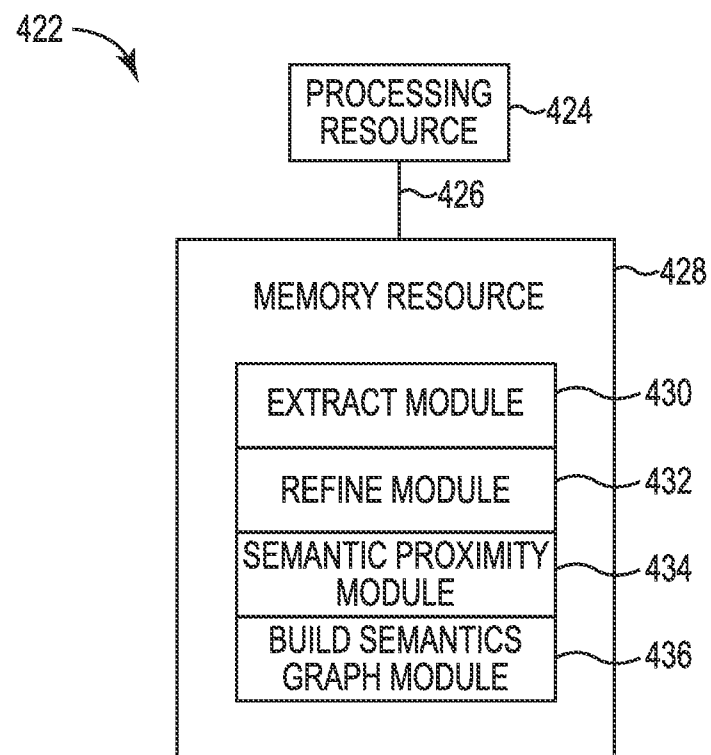 422
PROCESSING
RESOURCE
424
426
428
MEMORY RESOURCE
EXTRACT MODULE
430
REFINE MODULE
432
SEMANTIC PROXIMITY
MODULE
434
BUILD SEMANTICS
GRAPH MODULE
436